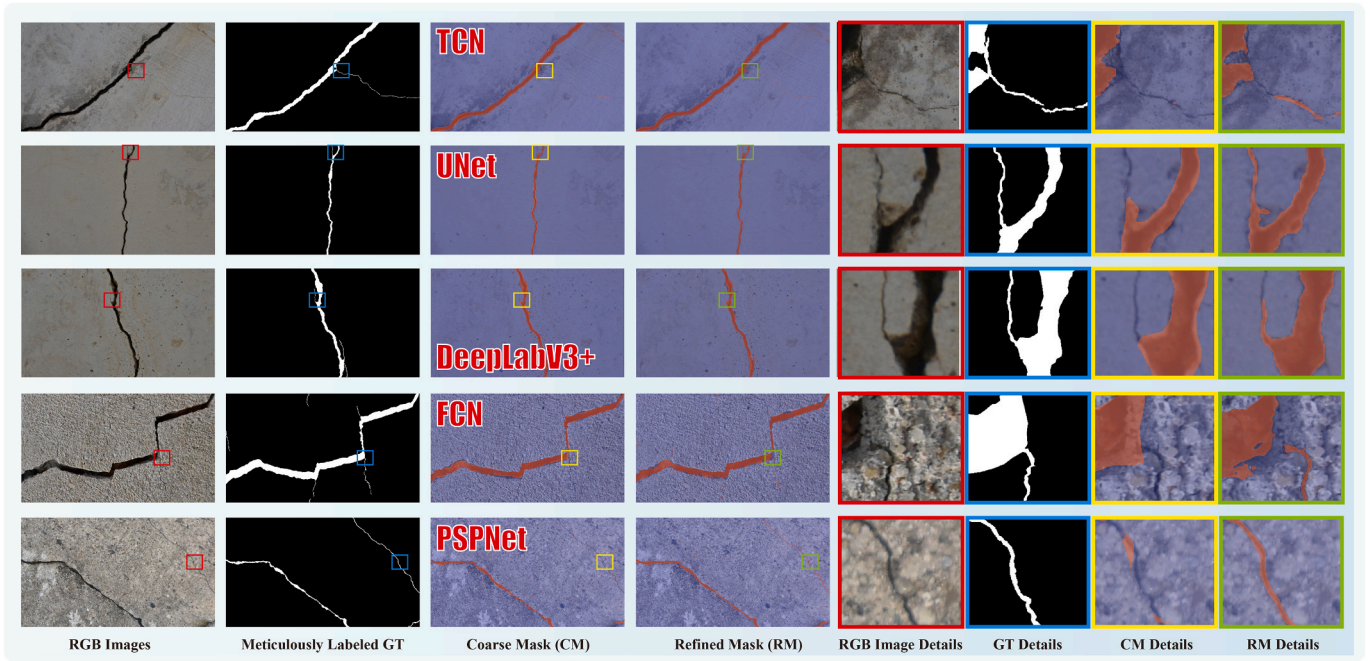 TCN
UNet
DeepLabV3+
FCN
PSPNet
RGB Images
Meticulously Labeled GT
Coarse Mask (CM)
Refined Mask (RM)
RGB Image Details
GT Details
CM Details
RM Details